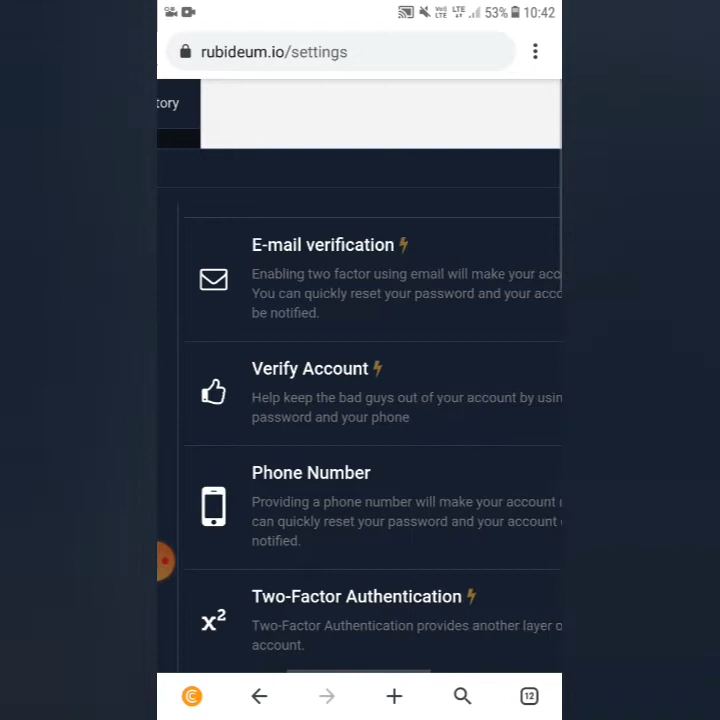 53% 10:42
rubideum.io/settings
tory
E-mail verification
Enabling two factor using email will make your acc
You can quickly reset your password and your acco
be notified.
Verify Account
Help keep the bad guys out of your account by usin
password and your phone
Phone Number
Providing a phone number will make your account
can quickly reset your password and your account
notified.
Two-Factor Authentication
x²
Two-Factor Authentication provides another layer o
account.
12